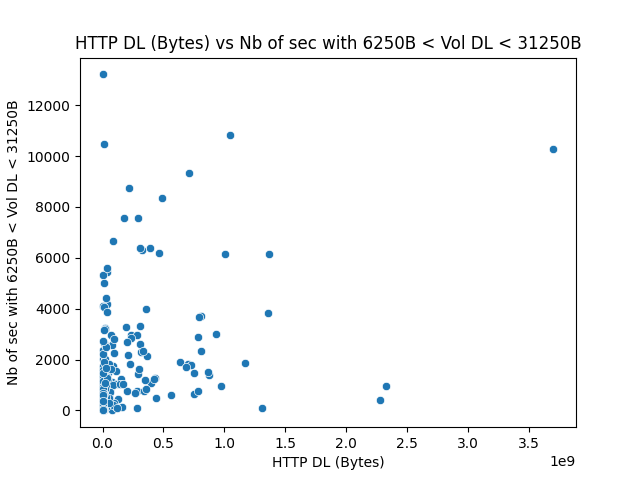 HTTP DL (Bytes) vs Nb of sec with 6250B < Vol DL < 31250B
Nb of sec with 6250B < Vol DL < 31250B
12000
10000
8000
6000
4000
2000
0
0.0 0.5 1.0 1.5 2.0 2.5 3.0 3.5
1e9
HTTP DL (Bytes)